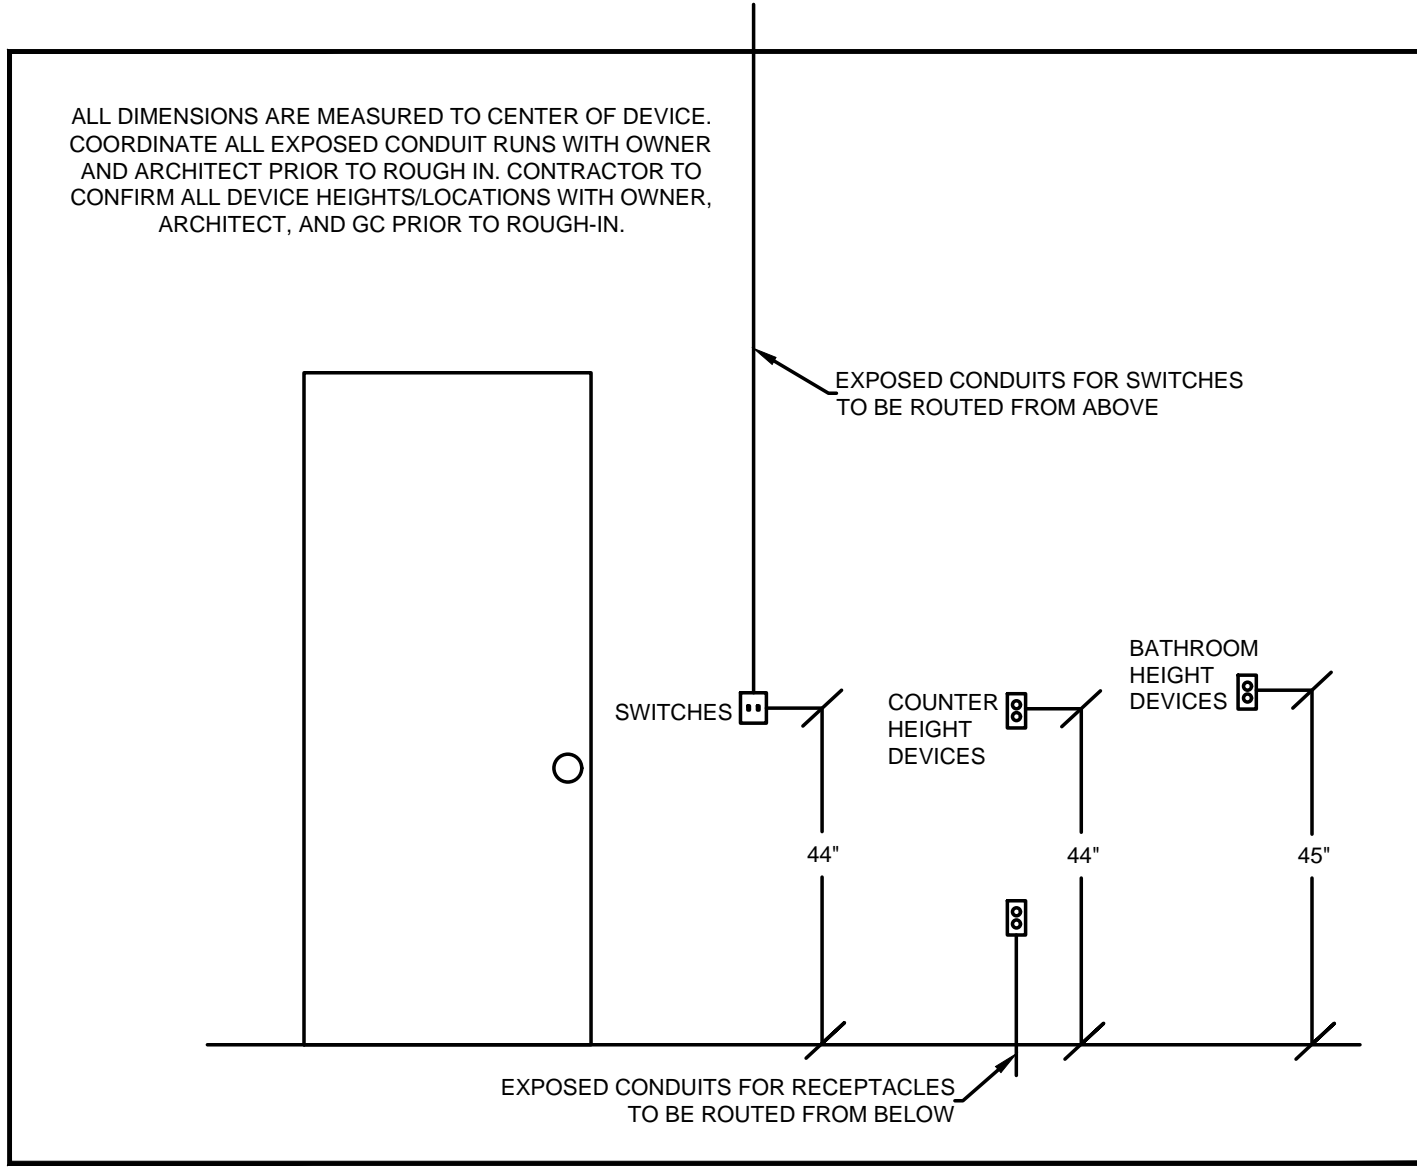 ALL DIMENSIONS ARE MEASURED TO CENTER OF DEVICE.
COORDINATE ALL EXPOSED CONDUIT RUNS WITH OWNER
AND ARCHITECT PRIOR TO ROUGH IN. CONTRACTOR TO
CONFIRM ALL DEVICE HEIGHTS/LOCATIONS WITH OWNER,
ARCHITECT, AND GC PRIOR TO ROUGH-IN.
EXPOSED CONDUITS FOR SWITCHES
TO BE ROUTED FROM ABOVE
SWITCHES
COUNTER
HEIGHT
DEVICES
BATHROOM
HEIGHT
DEVICES
44"
44"
45"
EXPOSED CONDUITS FOR RECEPTACLES
TO BE ROUTED FROM BELOW